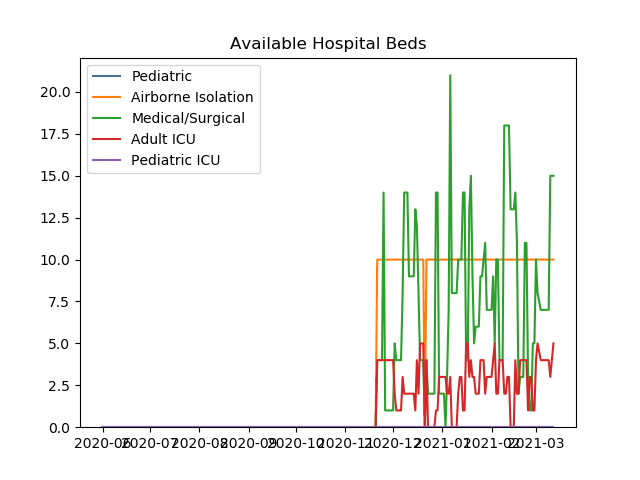 Available Hospital Beds
20.0
17.5
15.0
12.5
10.0
7.5
5.0
2.5
0.0
Pediatric
Airborne Isolation
Medical/Surgical
Adult ICU
Pediatric ICU
2020-06 2020-07 2020-08 2020-09 2020-10 2020-11 2020-12 2021-01 2021-02 2021-03